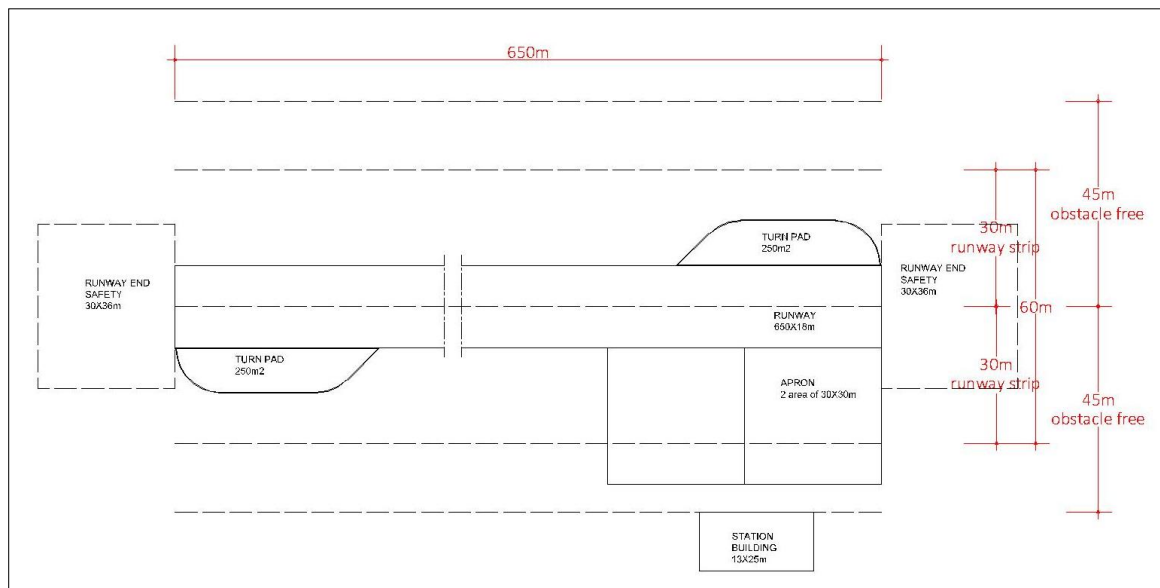 650m
45m
obstacle free
30m
runway strip
TURN PAD
250m2
RUNWAY END
SAFETY
30X36m
RUNWAY END
SAFETY
30X36m
60m
RUNWAY
650X18m
TURN PAD
250m2
30m
runway strip
APRON
2 area of 30X30m
45m
obstacle free
STATION
BUILDING
13X25m